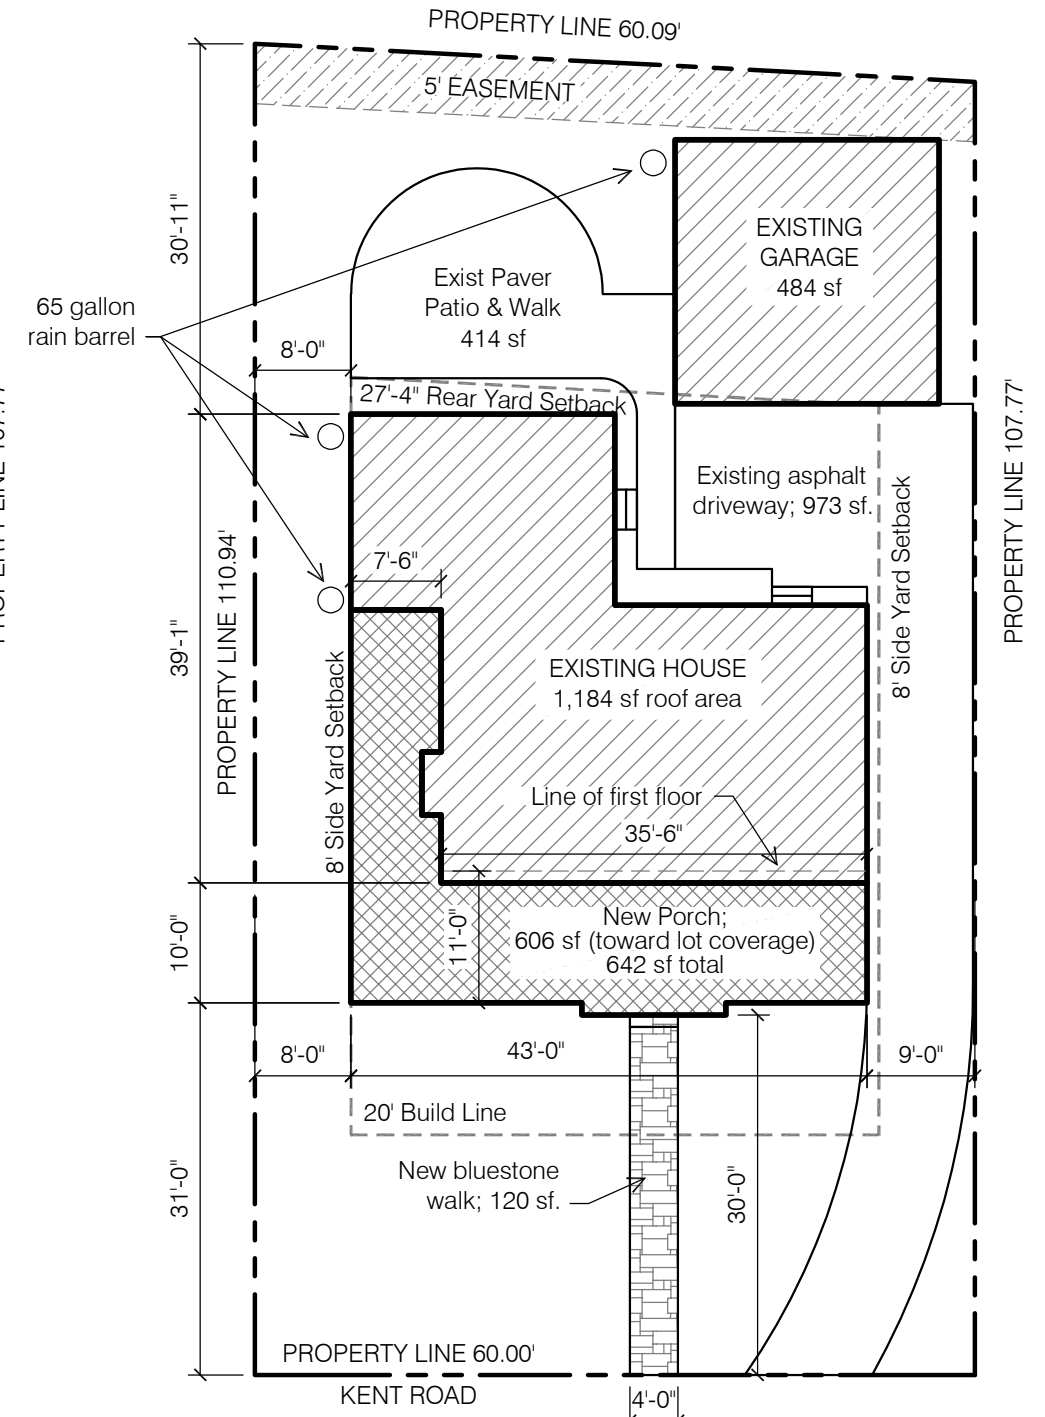 PROPERTY LINE 60.09'
5' EASEMENT
30'-11"
EXISTING
GARAGE
484 sf
Exist Paver
Patio & Walk
414 sf
65 gallon
rain barrel
8'-0"
27'-4" Rear Yard Setback
PROPERTY LINE 107.77'
PROPERTY LINE 107.77'
Existing asphalt
driveway; 973 sf.
8' Side Yard Setback
7'-6"
PROPERTY LINE 110.94'
39'-1"
8' Side Yard Setback
EXISTING HOUSE
1,184 sf roof area
Line of first floor
35'-6"
10'-0"
11'-0"
New Porch;
606 sf (toward lot coverage)
642 sf total
8'-0"
43'-0"
9'-0"
20' Build Line
New bluestone
walk; 120 sf.
31'-0"
30'-0"
PROPERTY LINE 60.00'
KENT ROAD
4'-0"